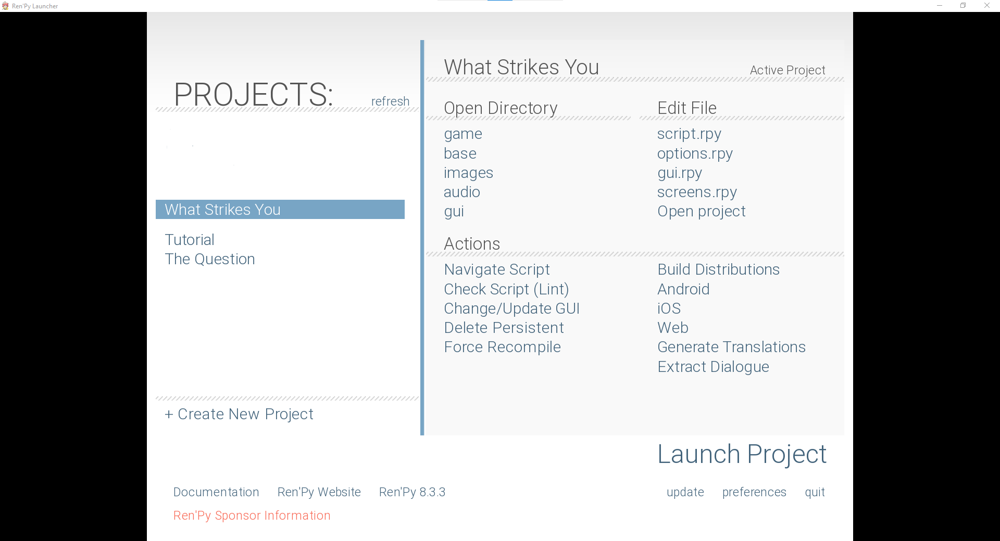 Ren'Py Launcher
PROJECTS:
refresh
What Strikes You
Tutorial
The Question
+ Create New Project
What Strikes You
Active Project
Open Directory
game
base
images
audio
gui
Edit File
script.rpy
options.rpy
gui.rpy
screens.rpy
Open project
Actions
Navigate Script
Check Script (Lint)
Change/Update GUI
Delete Persistent
Force Recompile
Build Distributions
Android
iOS
Web
Generate Translations
Extract Dialogue
Launch Project
Documentation
Ren'Py Website
Ren'Py 8.3.3
update
preferences
quit
Ren'Py Sponsor Information